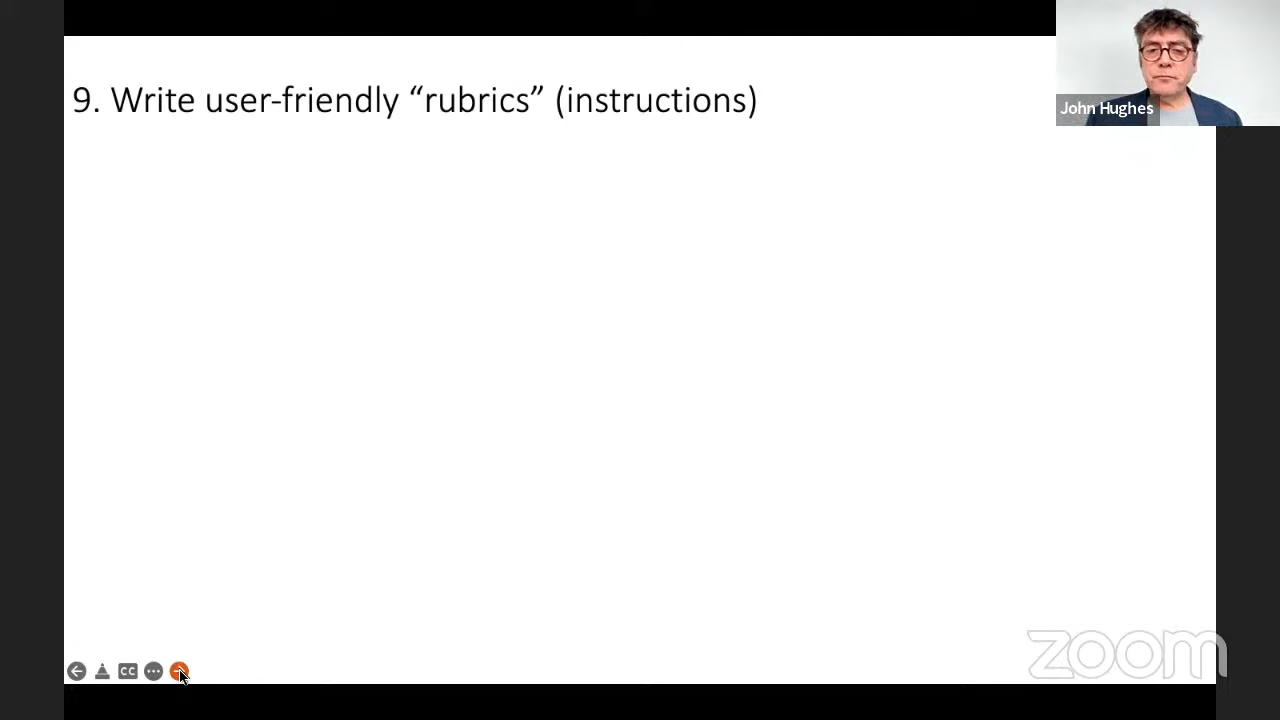 9. Write user-friendly “rubrics” (instructions)
John Hughes
CC
zoom